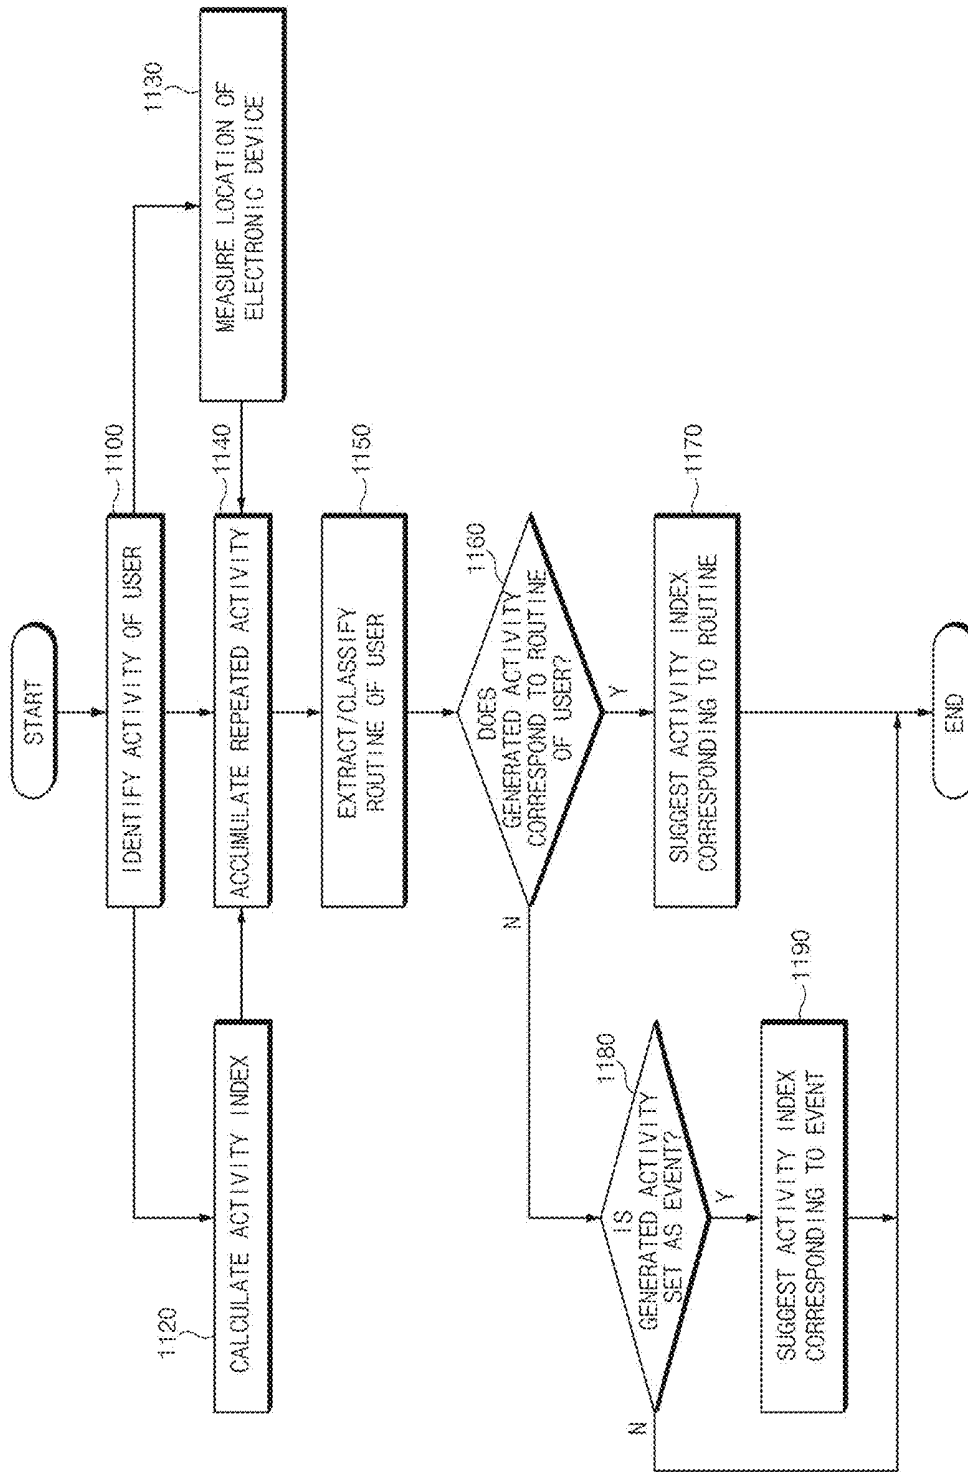 START
1100
IDENTIFY ACTIVITY OF USER
1120
CALCULATE ACTIVITY INDEX
1130
MEASURE LOCATION OF
ELECTRONIC DEVICE
1140
ACCUMULATE REPEATED ACTIVITY
1150
EXTRACT/CLASSIFY
ROUTINE OF USER
1160
DOES
GENERATED ACTIVITY
CORRESPOND TO ROUTINE
OF USER?
N
Y
1170
SUGGEST ACTIVITY INDEX
CORRESPONDING TO ROUTINE
1180
IS
GENERATED ACTIVITY
SET AS EVENT?
N
Y
1190
SUGGEST ACTIVITY INDEX
CORRESPONDING TO EVENT
END